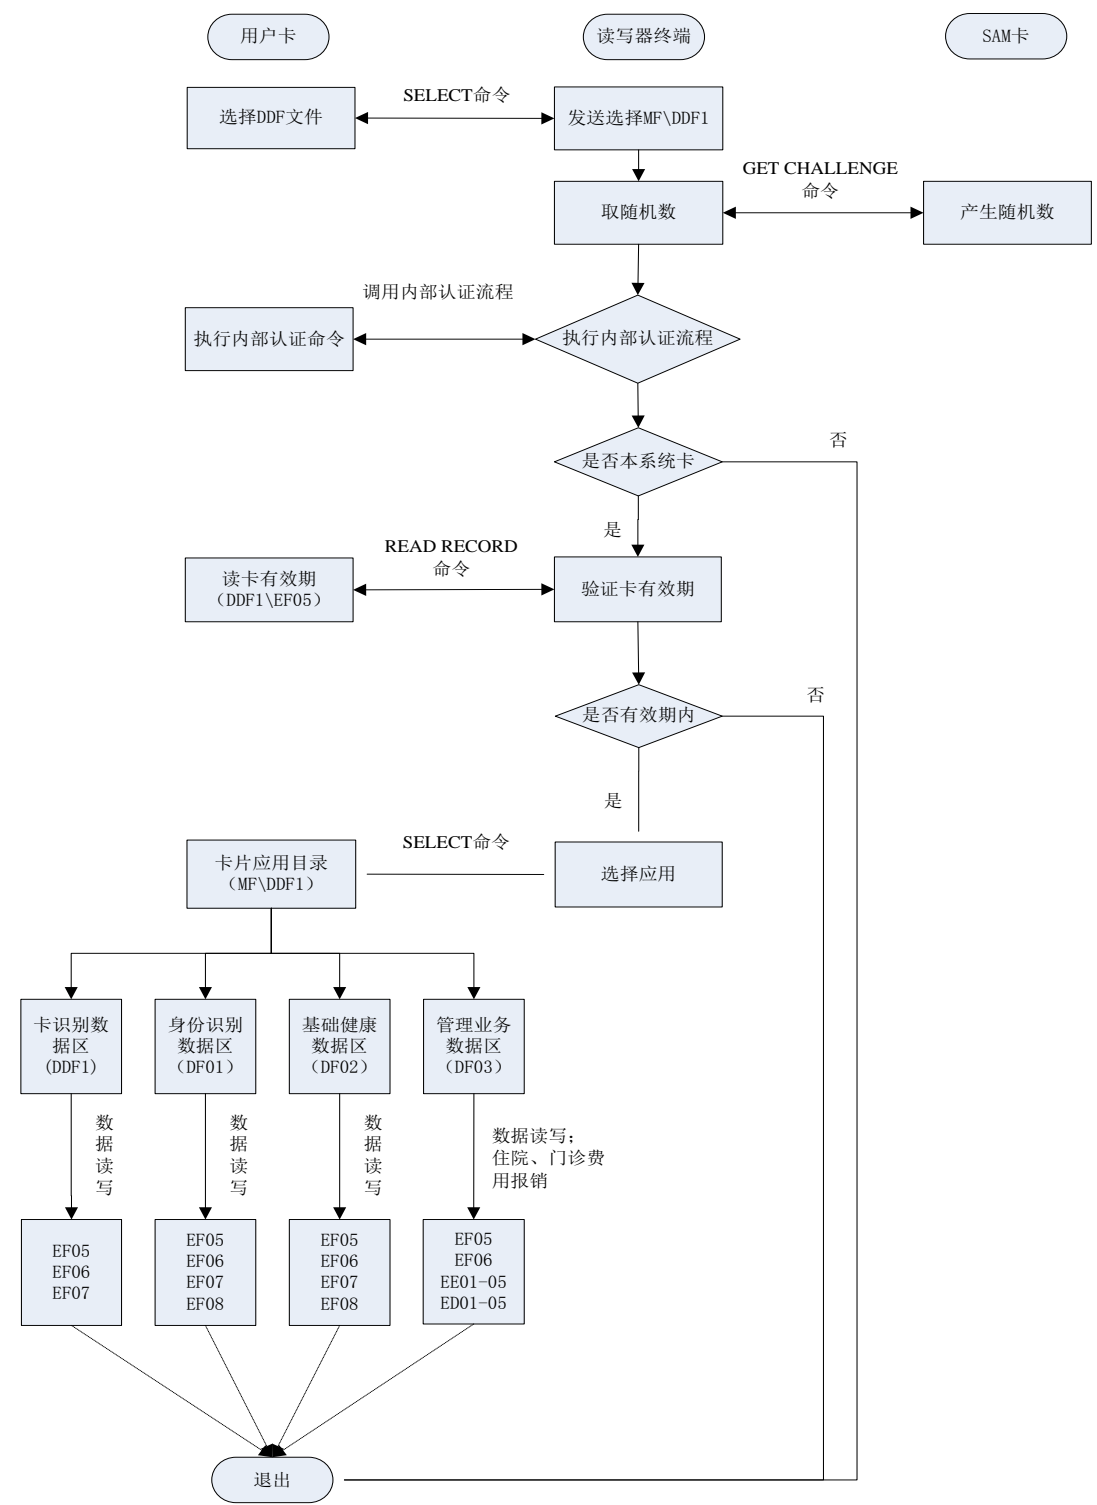 用户卡
读写器终端
SAM卡
SELECT命令
选择DDF文件
发送选择MF\DDF1
GET CHALLENGE
命令
取随机数
产生随机数
调用内部认证流程
执行内部认证命令
执行内部认证流程
否
是否本系统卡
是
READ RECORD
命令
读卡有效期
（DDF1\EF05）
验证卡有效期
否
是否有效期内
是
SELECT命令
卡片应用目录
（MF\DDF1）
选择应用
卡识别数
据区
(DDF1)
身份识别
数据区
（DF01）
基础健康
数据区
（DF02）
管理业务
数据区
（DF03）
数
据
读
写
数
据
读
写
数
据
读
写
数据读写；
住院、门诊费
用报销
EF05
EF06
EF07
EF05
EF06
EF07
EF08
EF05
EF06
EF07
EF08
EF05
EF06
EE01-05
ED01-05
退出